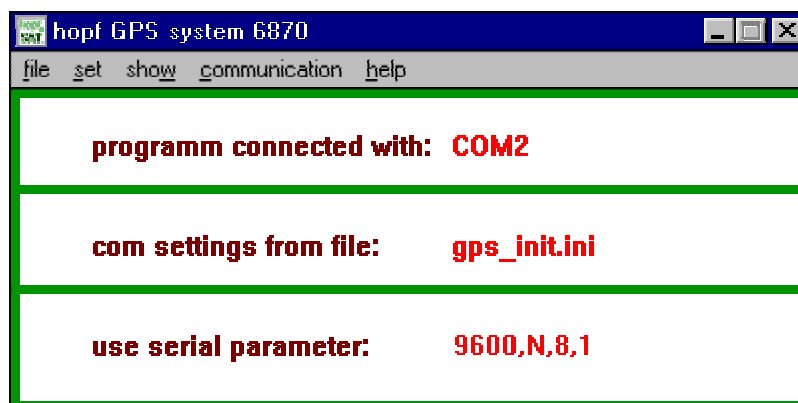 hopf GPS system 6870
file set show communication help
programm connected with: COM2
com settings from file: gps_init.ini
use serial parameter: 9600,N,8,1